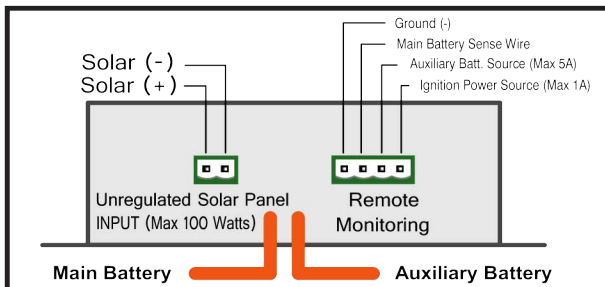 Ground (-)
Main Battery Sense Wire
Auxiliary Batt. Source (Max 5A)
Ignition Power Source (Max 1A)
Solar (-)
Solar (+)
Unregulated Solar Panel
INPUT (Max 100 Watts)
Remote
Monitoring
Main Battery
Auxiliary Battery